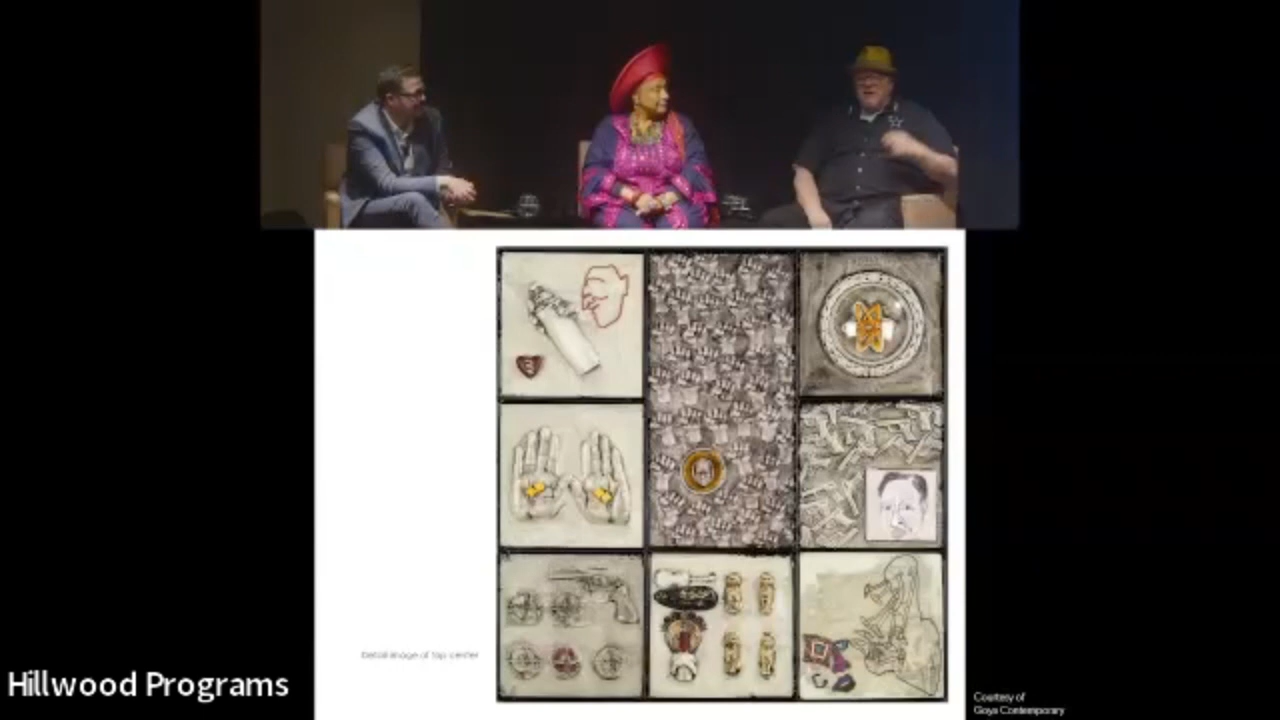 Detail image of top center
Hillwood Programs
Courtesy of
Goya Contemporary